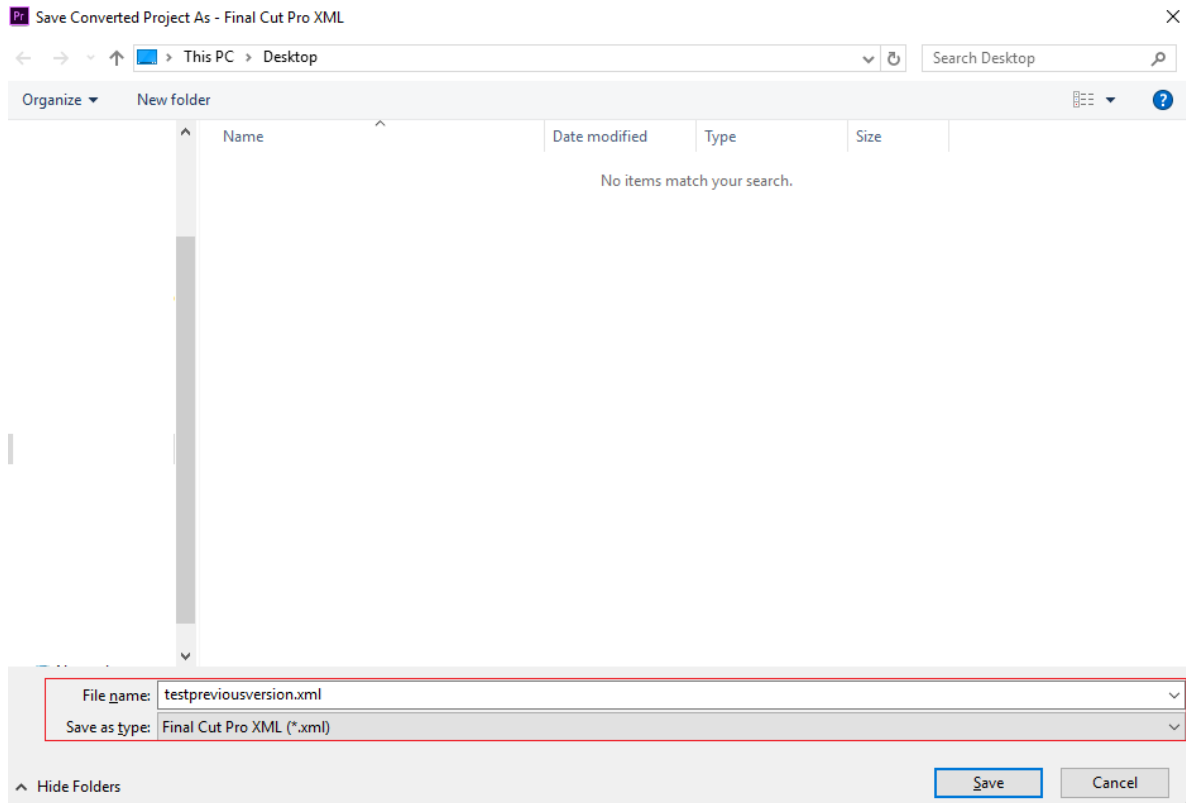 Pr Save Converted Project As - Final Cut Pro XML
This PC > Desktop
Search Desktop
Organize New folder
?
Name Date modified Type Size
No items match your search.
File name: testpreviousversion.xml
Save as type: Final Cut Pro XML (*.xml)
Hide Folders Save Cancel